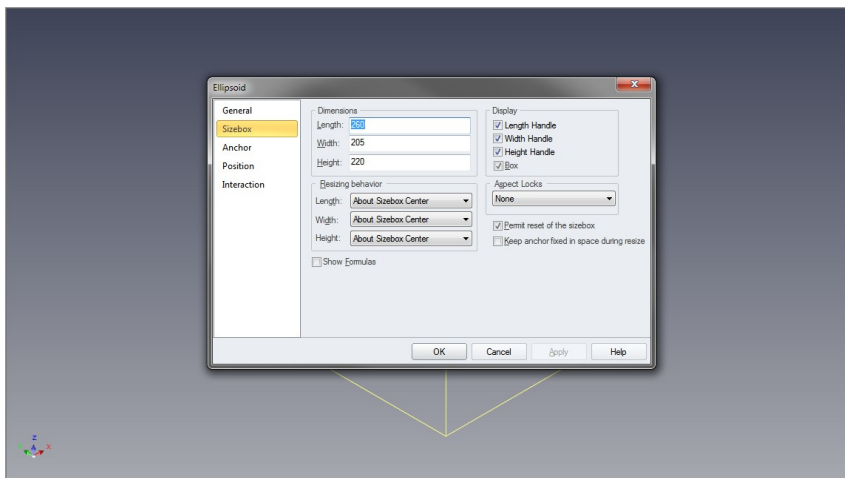 Ellipsoid
General
Sizebox
Anchor
Position
Interaction
Dimensions
Length: 260
Width: 205
Height: 220
Resizing behavior
Length: About Sizebox Center
Width: About Sizebox Center
Height: About Sizebox Center
Show Formulas
Display
Length Handle
Width Handle
Height Handle
Box
Aspect Locks
None
Permit reset of the sizebox
Keep anchor fixed in space during resize
OK Cancel Apply Help
Z
X